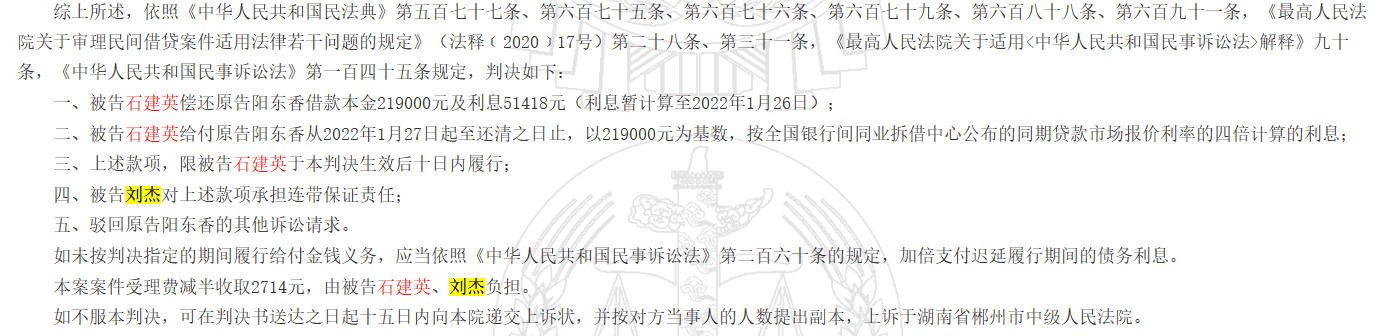 综上所述，依照《中华人民共和国民法典》第五百七十七条、第六百七十五条、第六百七十六条、第六百七十九条、第六百八十八条、第六百九十一条，《最高人民法
院关于审理民间借贷案件适用法律若干问题的规定》（法释﹝2020﹞17号）第二十八条、第三十一条，《最高人民法院关于适用<中华人民共和国民事诉讼法>解释》九十
条，《中华人民共和国民事诉讼法》第一百四十五条规定，判决如下：
一、被告石建英偿还原告阳东香借款本金219000元及利息51418元（利息暂计算至2022年1月26日）；
二、被告石建英给付原告阳东香从2022年1月27日起至还清之日止，以219000元为基数，按全国银行间同业拆借中心公布的同期贷款市场报价利率的四倍计算的利息；
三、上述款项，限被告石建英于本判决生效后十日内履行；
四、被告刘杰对上述款项承担连带保证责任；
五、驳回原告阳东香的其他诉讼请求。
如未按判决指定的期间履行给付金钱义务，应当依照《中华人民共和国民事诉讼法》第二百六十条的规定，加倍支付迟延履行期间的债务利息。
本案案件受理费减半收取2714元，由被告石建英、刘杰负担。
如不服本判决，可在判决书送达之日起十五日内向本院递交上诉状，并按对方当事人的人数提出副本，上诉于湖南省郴州市中级人民法院。